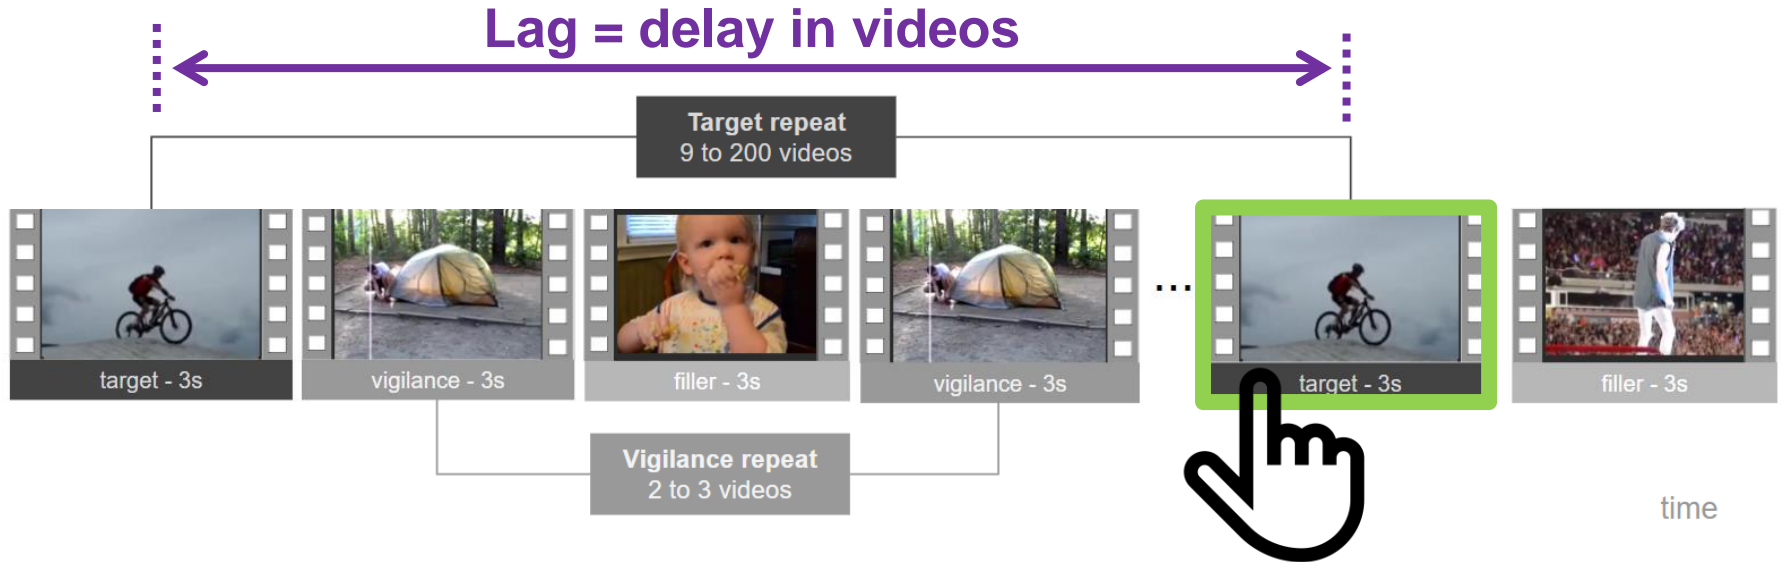 Lag = delay in videos
Target repeat
9 to 200 videos
target - 3s
vigilance - 3s
filler - 3s
vigilance - 3s
...
target - 3s
filler - 3s
Vigilance repeat
2 to 3 videos
time